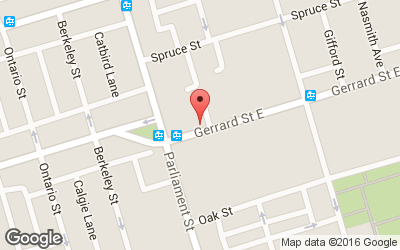 Spruce St
Spruce St
Nasmith Ave
Gifford St
Catbird Lane
Berkeley St
Ontario St
Gerrard St E
Gerrard St E
Parliament St
Berkeley St
Calgie Lane
Ontario St
Oak St
Map data ©2016 Google